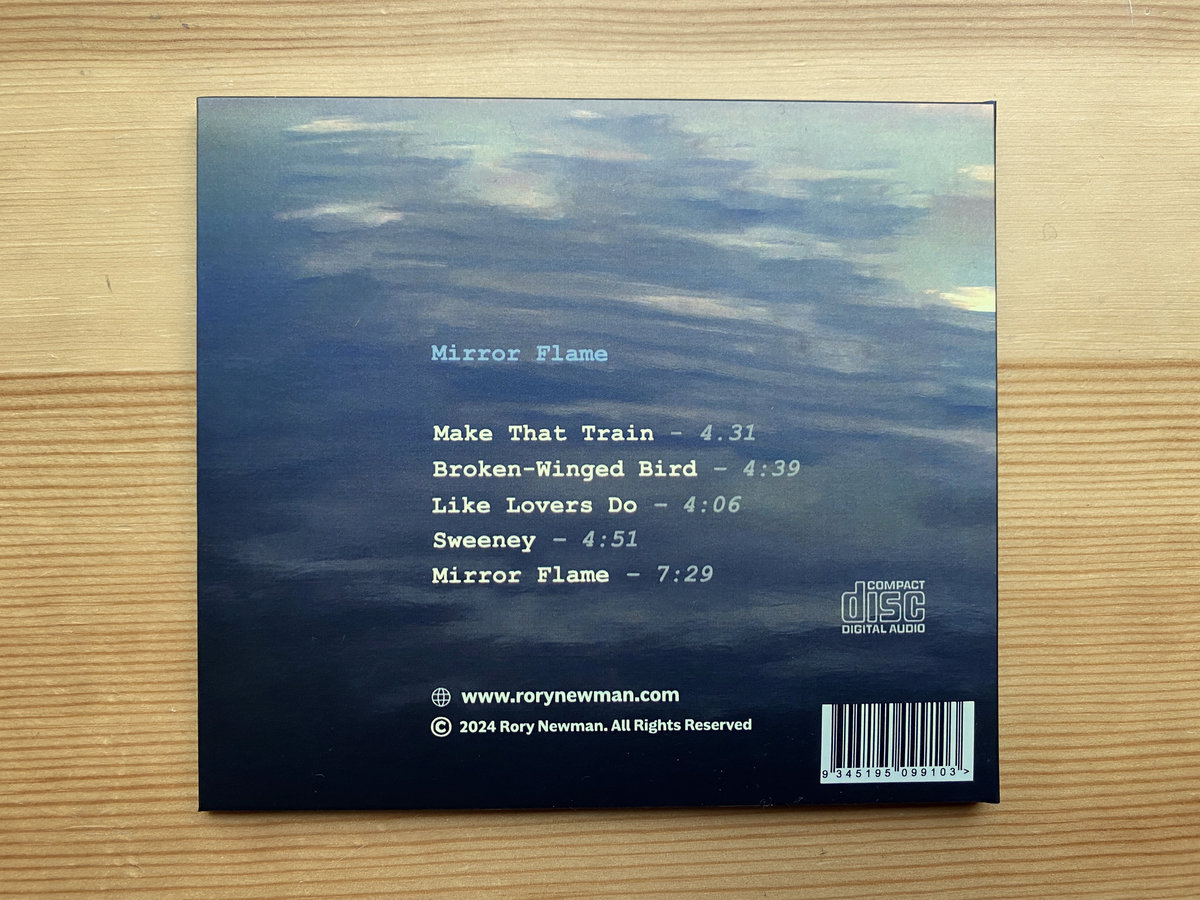 Mirror Flame
Make That Train – 4.31
Broken-Winged Bird – 4:39
Like Lovers Do – 4:06
Sweeney – 4:51
Mirror Flame – 7:29
COMPACT
disc
DIGITAL AUDIO
www.rorynewman.com
© 2024 Rory Newman. All Rights Reserved
9 345195 099103 >